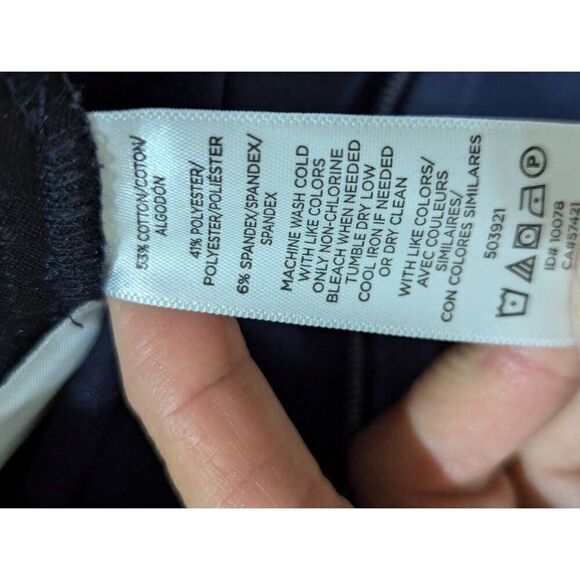 53% COTTON/COTON/
ALGODÓN
41% POLYESTER/
POLYESTER/POLIÉSTER
6% SPANDEX/SPANDEX/
SPANDEX
MACHINE WASH COLD
WITH LIKE COLORS
ONLY NON-CHLORINE
BLEACH WHEN NEEDED
TUMBLE DRY LOW
COOL IRON IF NEEDED
OR DRY CLEAN
WITH LIKE COLORS/
AVEC COULEURS
SIMILAIRES/
CON COLORES SIMILARES
503921
P
ID# 10078
CA#57421